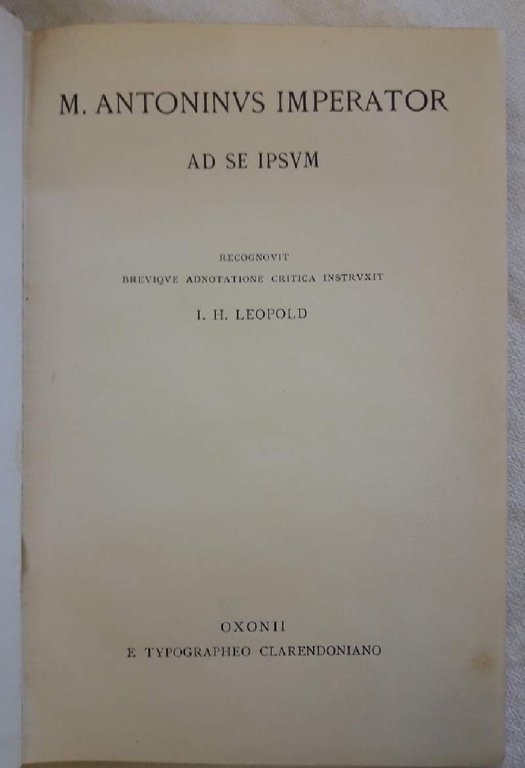 M. ANTONINVS IMPERATOR
AD SE IPSVM
RECOGNOVIT
BREVIQVE ADNOTATIONE CRITICA INSTRVXIT
I. H. LEOPOLD
OXONII
E TYPOGRAPHEO CLARENDONIANO